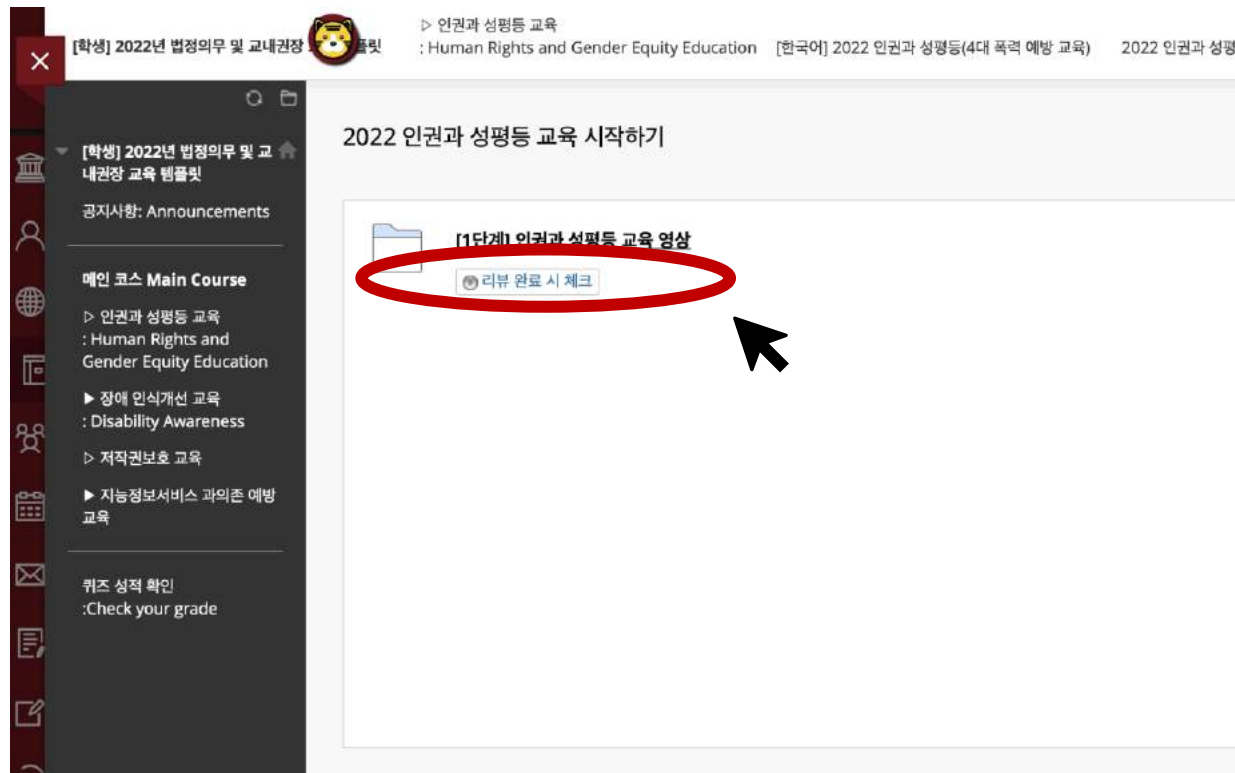 [학생] 2022년 법정의무 및 교내권장
플릿
▷ 인권과 성평등 교육
: Human Rights and Gender Equity Education
[한국어] 2022 인권과 성평등(4대 폭력 예방 교육)
2022 인권과 성평
[학생] 2022년 법정의무 및 교
내권장 교육 템플릿
공지사항: Announcements
메인 코스 Main Course
▷ 인권과 성평등 교육
: Human Rights and
Gender Equity Education
▶ 장애 인식개선 교육
: Disability Awareness
▷ 저작권보호 교육
▶ 지능정보서비스 과의존 예방
교육
퀴즈 성적 확인
:Check your grade
2022 인권과 성평등 교육 시작하기
[1단계] 인권과 성평등 교육 영상
리뷰 완료 시 체크